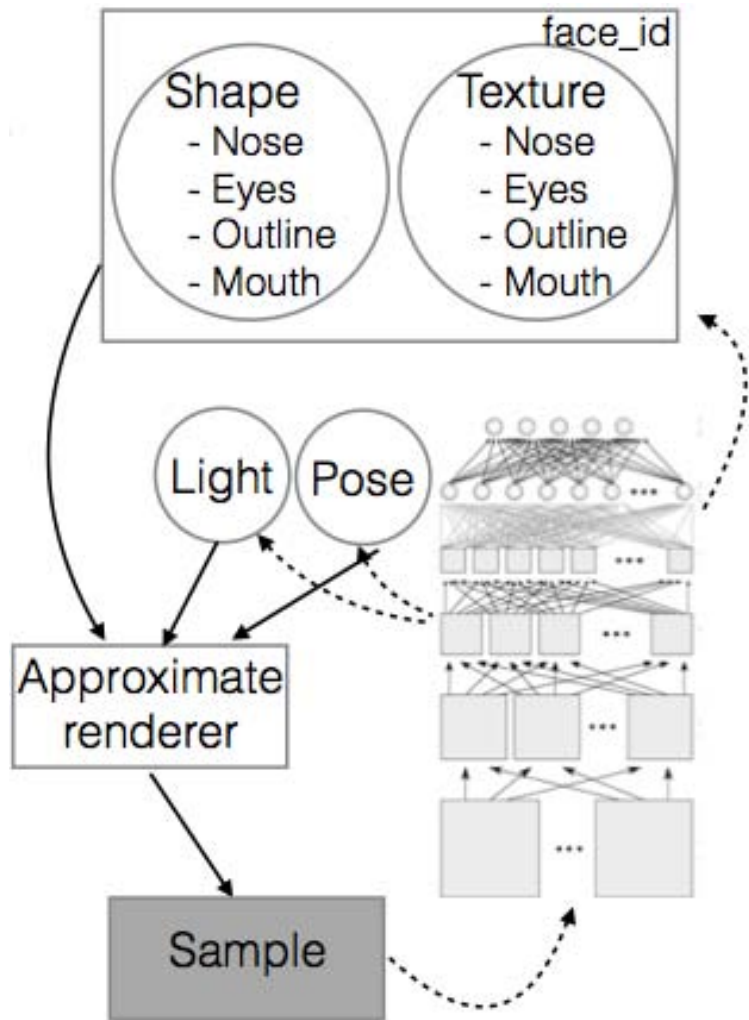 face_id
Shape
- Nose
- Eyes
- Outline
- Mouth
Texture
- Nose
- Eyes
- Outline
- Mouth
Light
Pose
Approximate
renderer
Sample